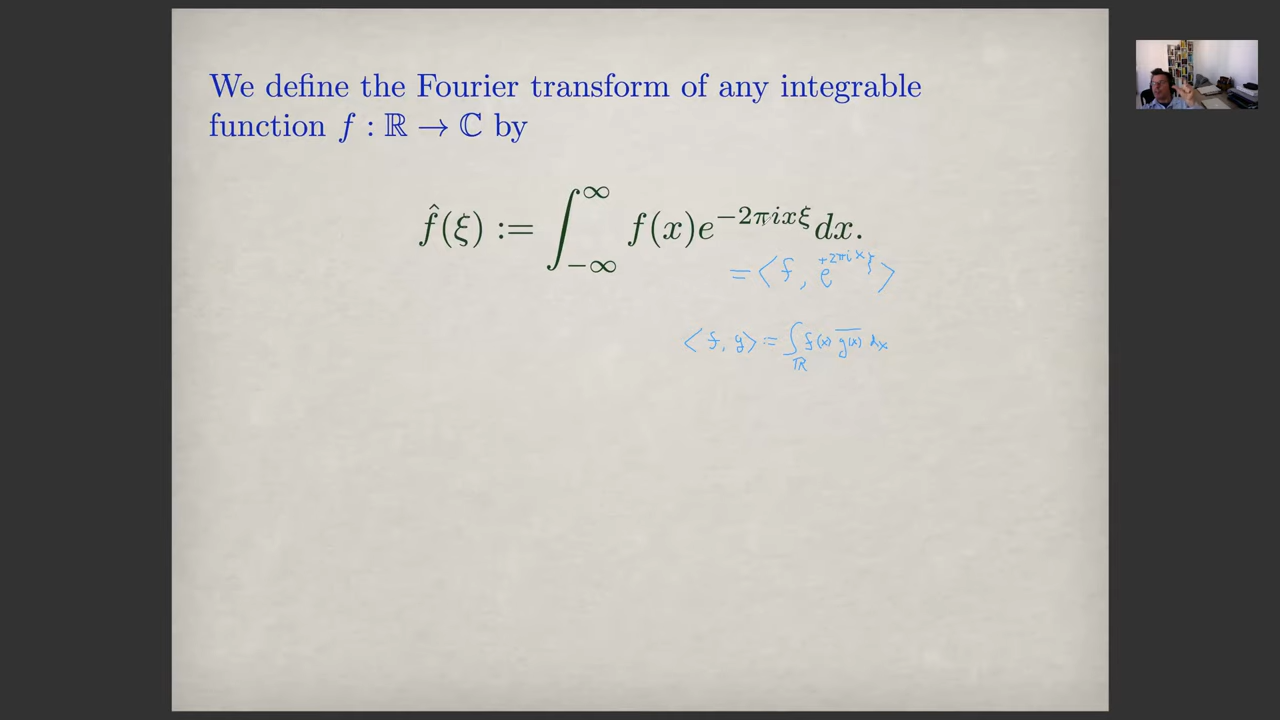 We define the Fourier transform of any integrable
function f : ℝ → ℂ by
f̂(ξ) := ∫_{−∞}^{∞} f(x)e^{−2πixξ}dx.
= ⟨f, e^{+2πixξ}⟩
⟨f, g⟩ := ∫_ℝ f(x) \overline{g(x)} dx